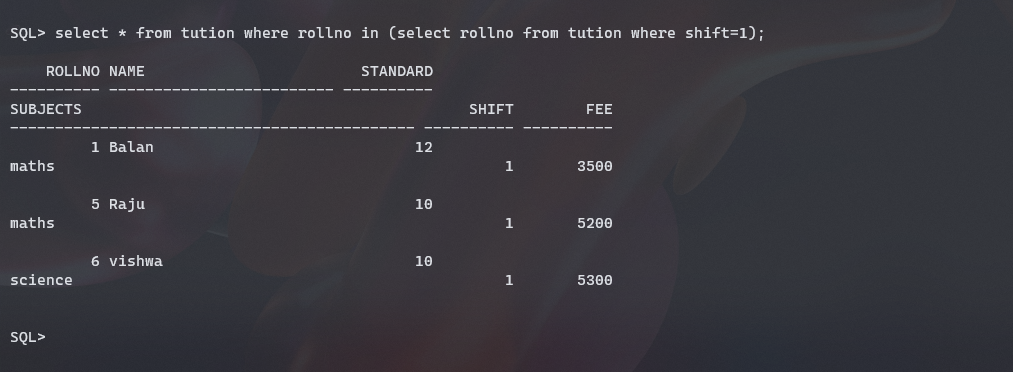 SQL> select * from tution where rollno in (select rollno from tution where shift=1);
    ROLLNO NAME                        STANDARD
---------- ------------------------- ----------
SUBJECTS                                           SHIFT        FEE
--------------------------------------------- ---------- ----------
         1 Balan                             12
maths                                                  1       3500
         5 Raju                              10
maths                                                  1       5200
         6 vishwa                            10
science                                                1       5300
SQL>